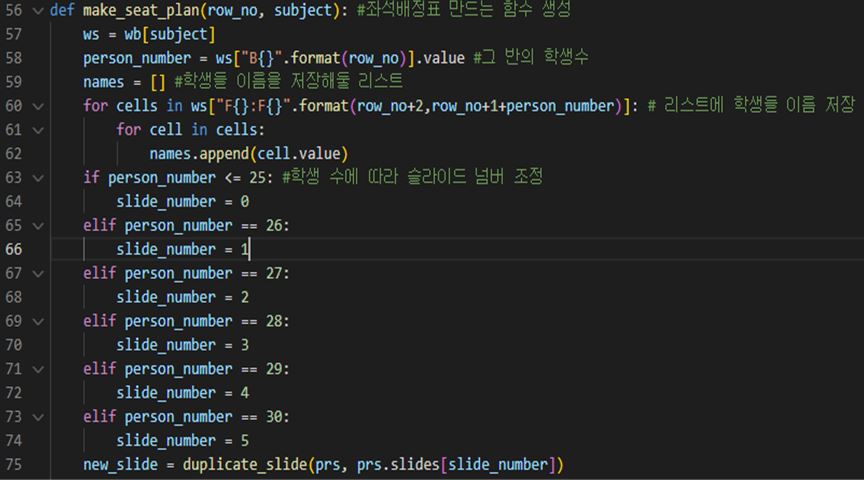 56 def make_seat_plan(row_no, subject): #좌석배정표 만드는 함수 생성
57     ws = wb[subject]
58     person_number = ws["B{}".format(row_no)].value #그 반의 학생수
59     names = [] #학생들 이름을 저장해둘 리스트
60     for cells in ws["F{}:F{}".format(row_no+2,row_no+1+person_number)]: # 리스트에 학생들 이름 저장
61         for cell in cells:
62             names.append(cell.value)
63     if person_number <= 25: #학생 수에 따라 슬라이드 넘버 조정
64         slide_number = 0
65     elif person_number == 26:
66         slide_number = 1
67     elif person_number == 27:
68         slide_number = 2
69     elif person_number == 28:
70         slide_number = 3
71     elif person_number == 29:
72         slide_number = 4
73     elif person_number == 30:
74         slide_number = 5
75     new_slide = duplicate_slide(prs, prs.slides[slide_number])